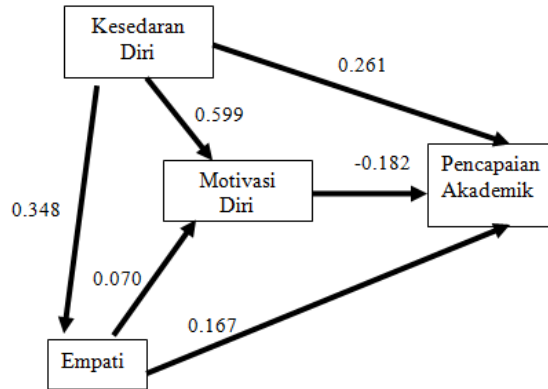 Kesedaran
Diri
0.261
0.599
Motivasi
Diri
-0.182
Pencapaian
Akademik
0.348
0.070
0.167
Empati